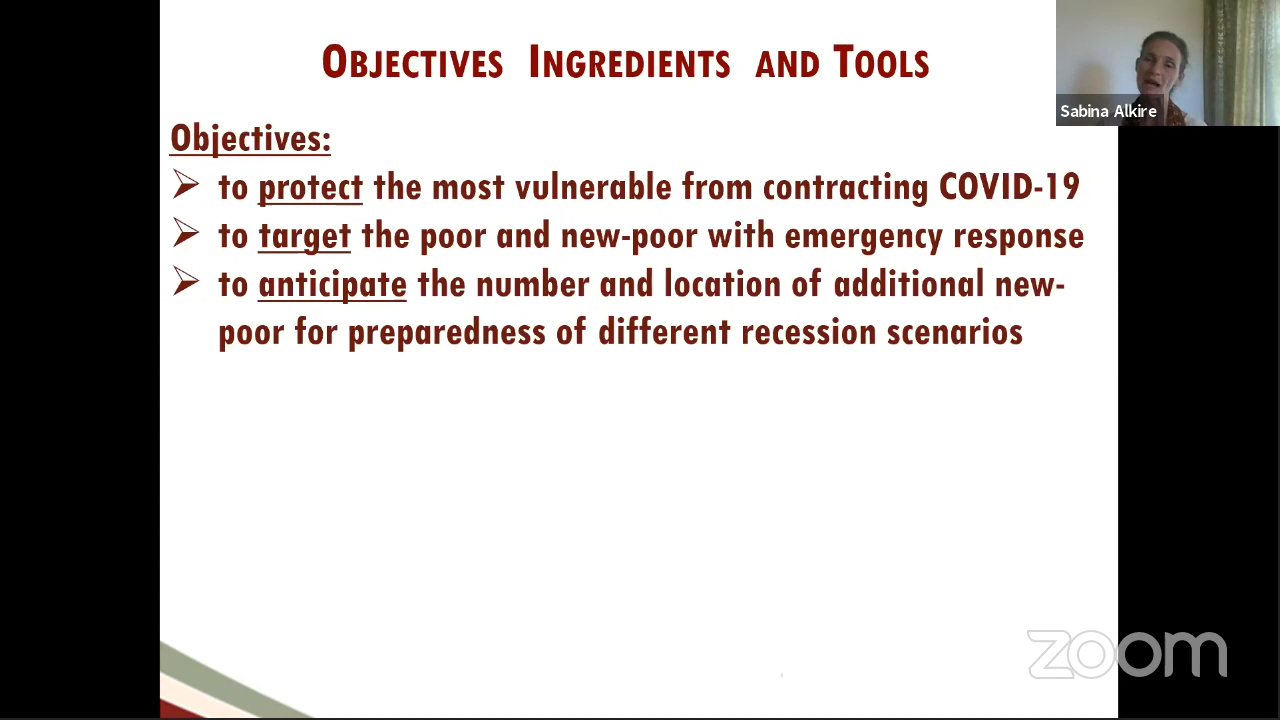 OBJECTIVES INGREDIENTS AND TOOLS
Sabina Alkire
Objectives:
➢ to protect the most vulnerable from contracting COVID-19
➢ to target the poor and new-poor with emergency response
➢ to anticipate the number and location of additional new-
poor for preparedness of different recession scenarios
zoom